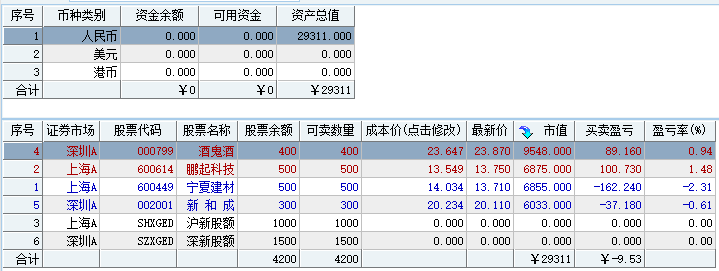 序号 币种类别 资金余额 可用资金 资产总值
1 人民币 0.000 0.000 29311.000
2 美元 0.000 0.000 0.000
3 港币 0.000 0.000 0.000
合计 ￥0 ￥0 ￥29311
序号 证券市场 股票代码 股票名称 股票余额 可卖数量 成本价(点击修改) 最新价 市值 买卖盈亏 盈亏率(%)
4 深圳A 000799 酒鬼酒 400 400 23.647 23.870 9548.000 89.160 0.94
2 上海A 600614 鹏起科技 500 500 13.549 13.750 6875.000 100.730 1.48
1 上海A 600449 宁夏建材 500 500 14.034 13.710 6855.000 -162.240 -2.31
5 深圳A 002001 新 和 成 300 300 20.234 20.110 6033.000 -37.180 -0.61
3 上海A SHXGED 沪新股额 1000 1000 0.000 0.000 0.000 0.000 0.00
6 深圳A SZXGED 深新股额 1500 1500 0.000 0.000 0.000 0.000 0.00
合计 4200 4200 ￥29311 ￥-9.53